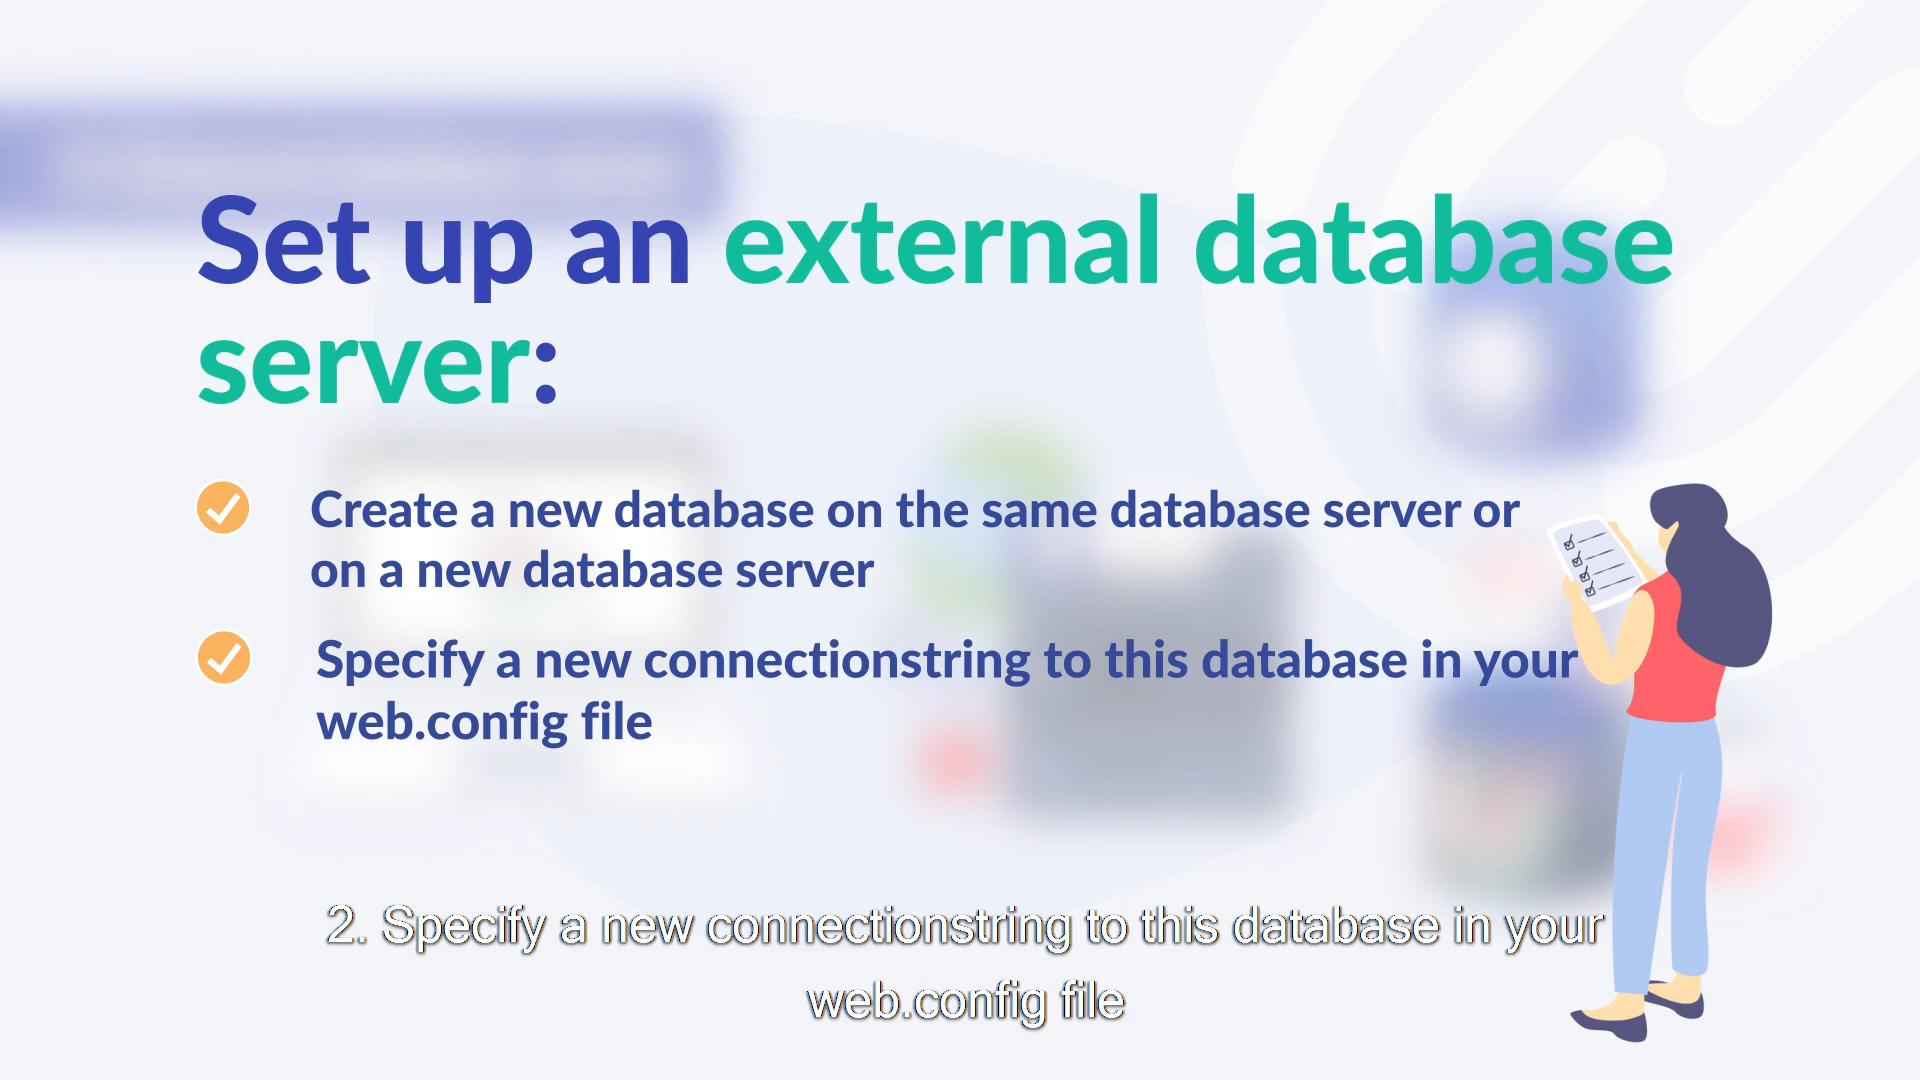 Set up an external database
server:
Create a new database on the same database server or
on a new database server
Specify a new connectionstring to this database in your
web.config file
2. Specify a new connectionstring to this database in your
web.config file